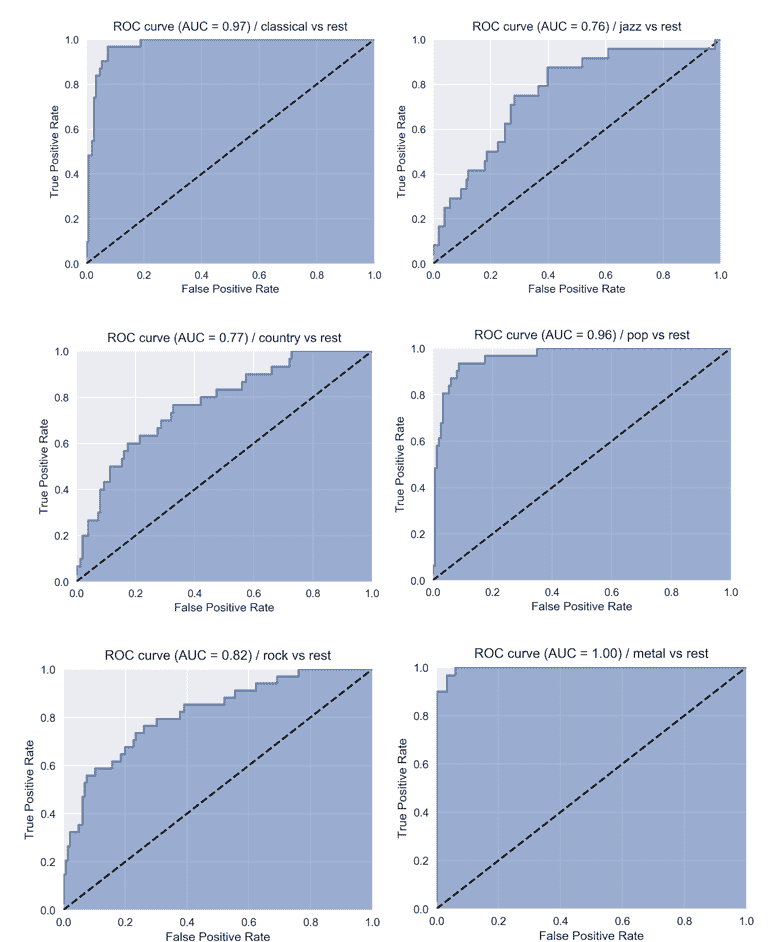 ROC curve (AUC = 0.97) / classical vs rest
1.0
0.8
0.6
0.4
0.2
0.0
True Positive Rate
0.0 0.2 0.4 0.6 0.8 1.0
False Positive Rate
ROC curve (AUC = 0.76) / jazz vs rest
1.0
0.8
0.6
0.4
0.2
0.0
True Positive Rate
0.0 0.2 0.4 0.6 0.8 1.0
False Positive Rate
ROC curve (AUC = 0.77) / country vs rest
1.0
0.8
0.6
0.4
0.2
0.0
True Positive Rate
0.0 0.2 0.4 0.6 0.8 1.0
False Positive Rate
ROC curve (AUC = 0.96) / pop vs rest
1.0
0.8
0.6
0.4
0.2
0.0
True Positive Rate
0.0 0.2 0.4 0.6 0.8 1.0
False Positive Rate
ROC curve (AUC = 0.82) / rock vs rest
1.0
0.8
0.6
0.4
0.2
0.0
True Positive Rate
0.0 0.2 0.4 0.6 0.8 1.0
False Positive Rate
ROC curve (AUC = 1.00) / metal vs rest
1.0
0.8
0.6
0.4
0.2
0.0
True Positive Rate
0.0 0.2 0.4 0.6 0.8 1.0
False Positive Rate